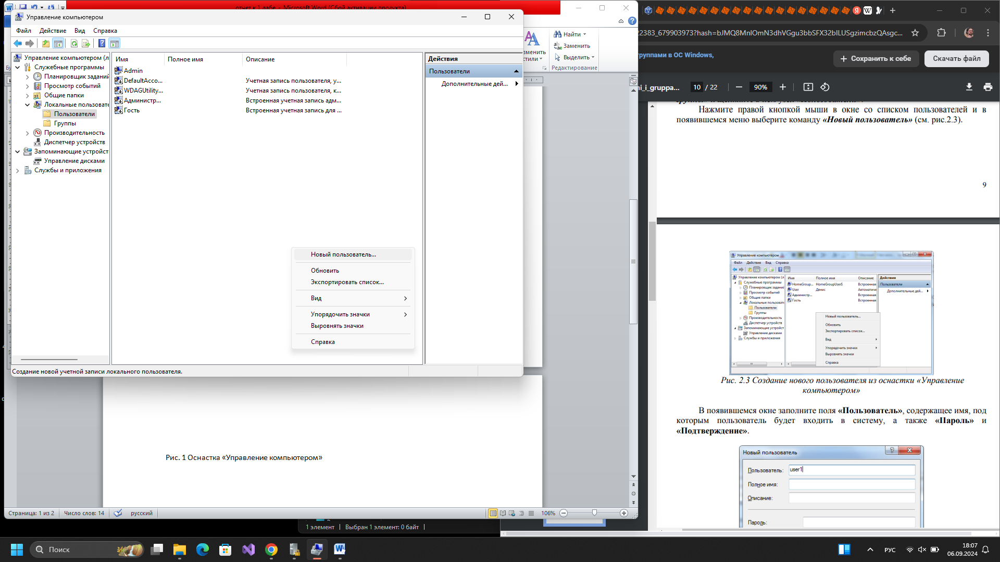 отчет к 1 лабе - Microsoft Word (Сбой активации продукта)
Управление компьютером
Файл Действие Вид Справка
Управление компьютером (л
Служебные программы
Планировщик заданий
Просмотр событий
Общие папки
Локальные пользовате
Пользователи
Группы
Производительность
Диспетчер устройств
Запоминающие устройст
Управление дисками
Службы и приложения
Имя Полное имя Описание
Admin
DefaultAcco... Учетная запись пользователя, у...
WDAGUtility... Учетная запись пользователя, к...
Администр... Встроенная учетная запись адм...
Гость Встроенная учетная запись для ...
Действия
Пользователи
Дополнительные дей...
Новый пользователь...
Обновить
Экспортировать список...
Вид
Упорядочить значки
Выровнять значки
Справка
Создание новой учетной записи локального пользователя.
Найти
Заменить
Выделить
Редактирование
зменить
стили
Рис. 1 Оснастка «Управление компьютером»
Страница: 1 из 2 Число слов: 14 русский 106%
1 элемент Выбран 1 элемент: 0 байт
22383_679903973?hash=bJMQ8MnlOmN3dhVGgu3bbSFX32bILUSgzimcbzQAsgc...
группами в ОС Windows,
Сохранить к себе
Скачать файл
ni_i_gruppa... 10 / 22 90%
Нажмите правой кнопкой мыши в окне со списком пользователей и в
появившемся меню выберите команду «Новый пользователь» (см. рис.2.3).
9
Управление компьютером
Файл Действие Вид Справка
Управление компьютером (л
Служебные программы
Планировщик заданий
Просмотр событий
Общие папки
Локальные пользоват
Пользователи
Группы
Производительность
Диспетчер устройств
Запоминающие устройст
Управление дисками
Службы и приложения
Имя Полное имя Описание
HomeGroup... HomeGroupUser$ Встроенная
User Денис Автоматиче
Администр... Встроенная
Гость Встроенная
Действия
Пользователи
Дополнительные дей...
Новый пользователь...
Обновить
Экспортировать список...
Вид
Упорядочить значки
Выровнять значки
Справка
Рис. 2.3 Создание нового пользователя из оснастки «Управление
компьютером»
В появившемся окне заполните поля «Пользователь», содержащее имя, под
которым пользователь будет входить в систему, а также «Пароль» и
«Подтверждение».
Новый пользователь
Пользователь: user1
Полное имя:
Описание:
Пароль:
Поиск
РУС
18:07
06.09.2024